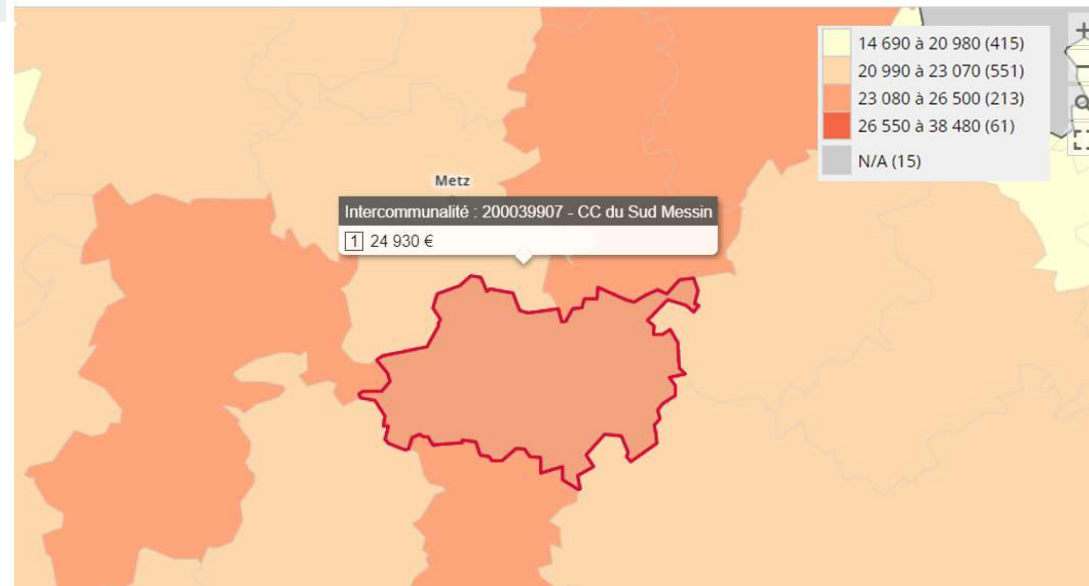 14 690 à 20 980 (415)
20 990 à 23 070 (551)
23 080 à 26 500 (213)
26 550 à 38 480 (61)
N/A (15)
Metz
Intercommunalité : 200039907 - CC du Sud Messin
1 24 930 €